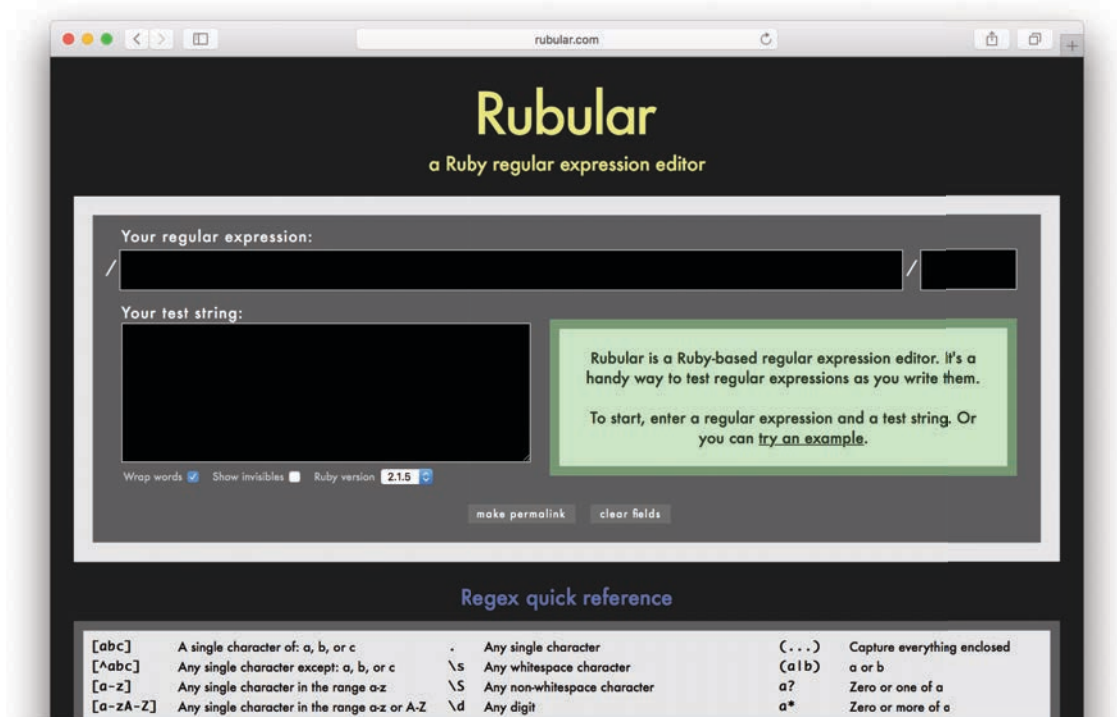 rubular.com
Rubular
a Ruby regular expression editor
Your regular expression:
/ /
Your test string:
Rubular is a Ruby-based regular expression editor. It's a
handy way to test regular expressions as you write them.
To start, enter a regular expression and a test string. Or
you can try an example.
Wrap words Show invisibles Ruby version 2.1.5
make permalink clear fields
Regex quick reference
[abc] A single character of: a, b, or c . Any single character (...) Capture everything enclosed
[^abc] Any single character except: a, b, or c \s Any whitespace character (a|b) a or b
[a-z] Any single character in the range a-z \S Any non-whitespace character a? Zero or one of a
[a-zA-Z] Any single character in the range a-z or A-Z \d Any digit a* Zero or more of a